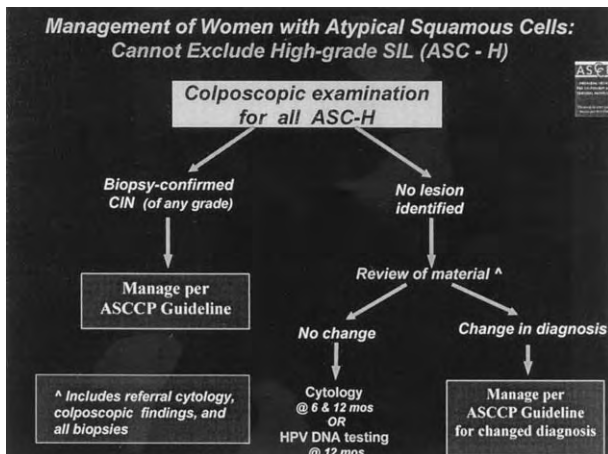 Management of Women with Atypical Squamous Cells:
Cannot Exclude High-grade SIL (ASC - H)
Colposcopic examination
for all ASC-H
Biopsy-confirmed
CIN (of any grade)
No lesion
identified
Manage per
ASCCP Guideline
Review of material ^
No change
Change in diagnosis
^ Includes referral cytology,
colposcopic findings, and
all biopsies
Cytology
@ 6 & 12 mos
OR
HPV DNA testing
@ 12 mos
Manage per
ASCCP Guideline
for changed diagnosis